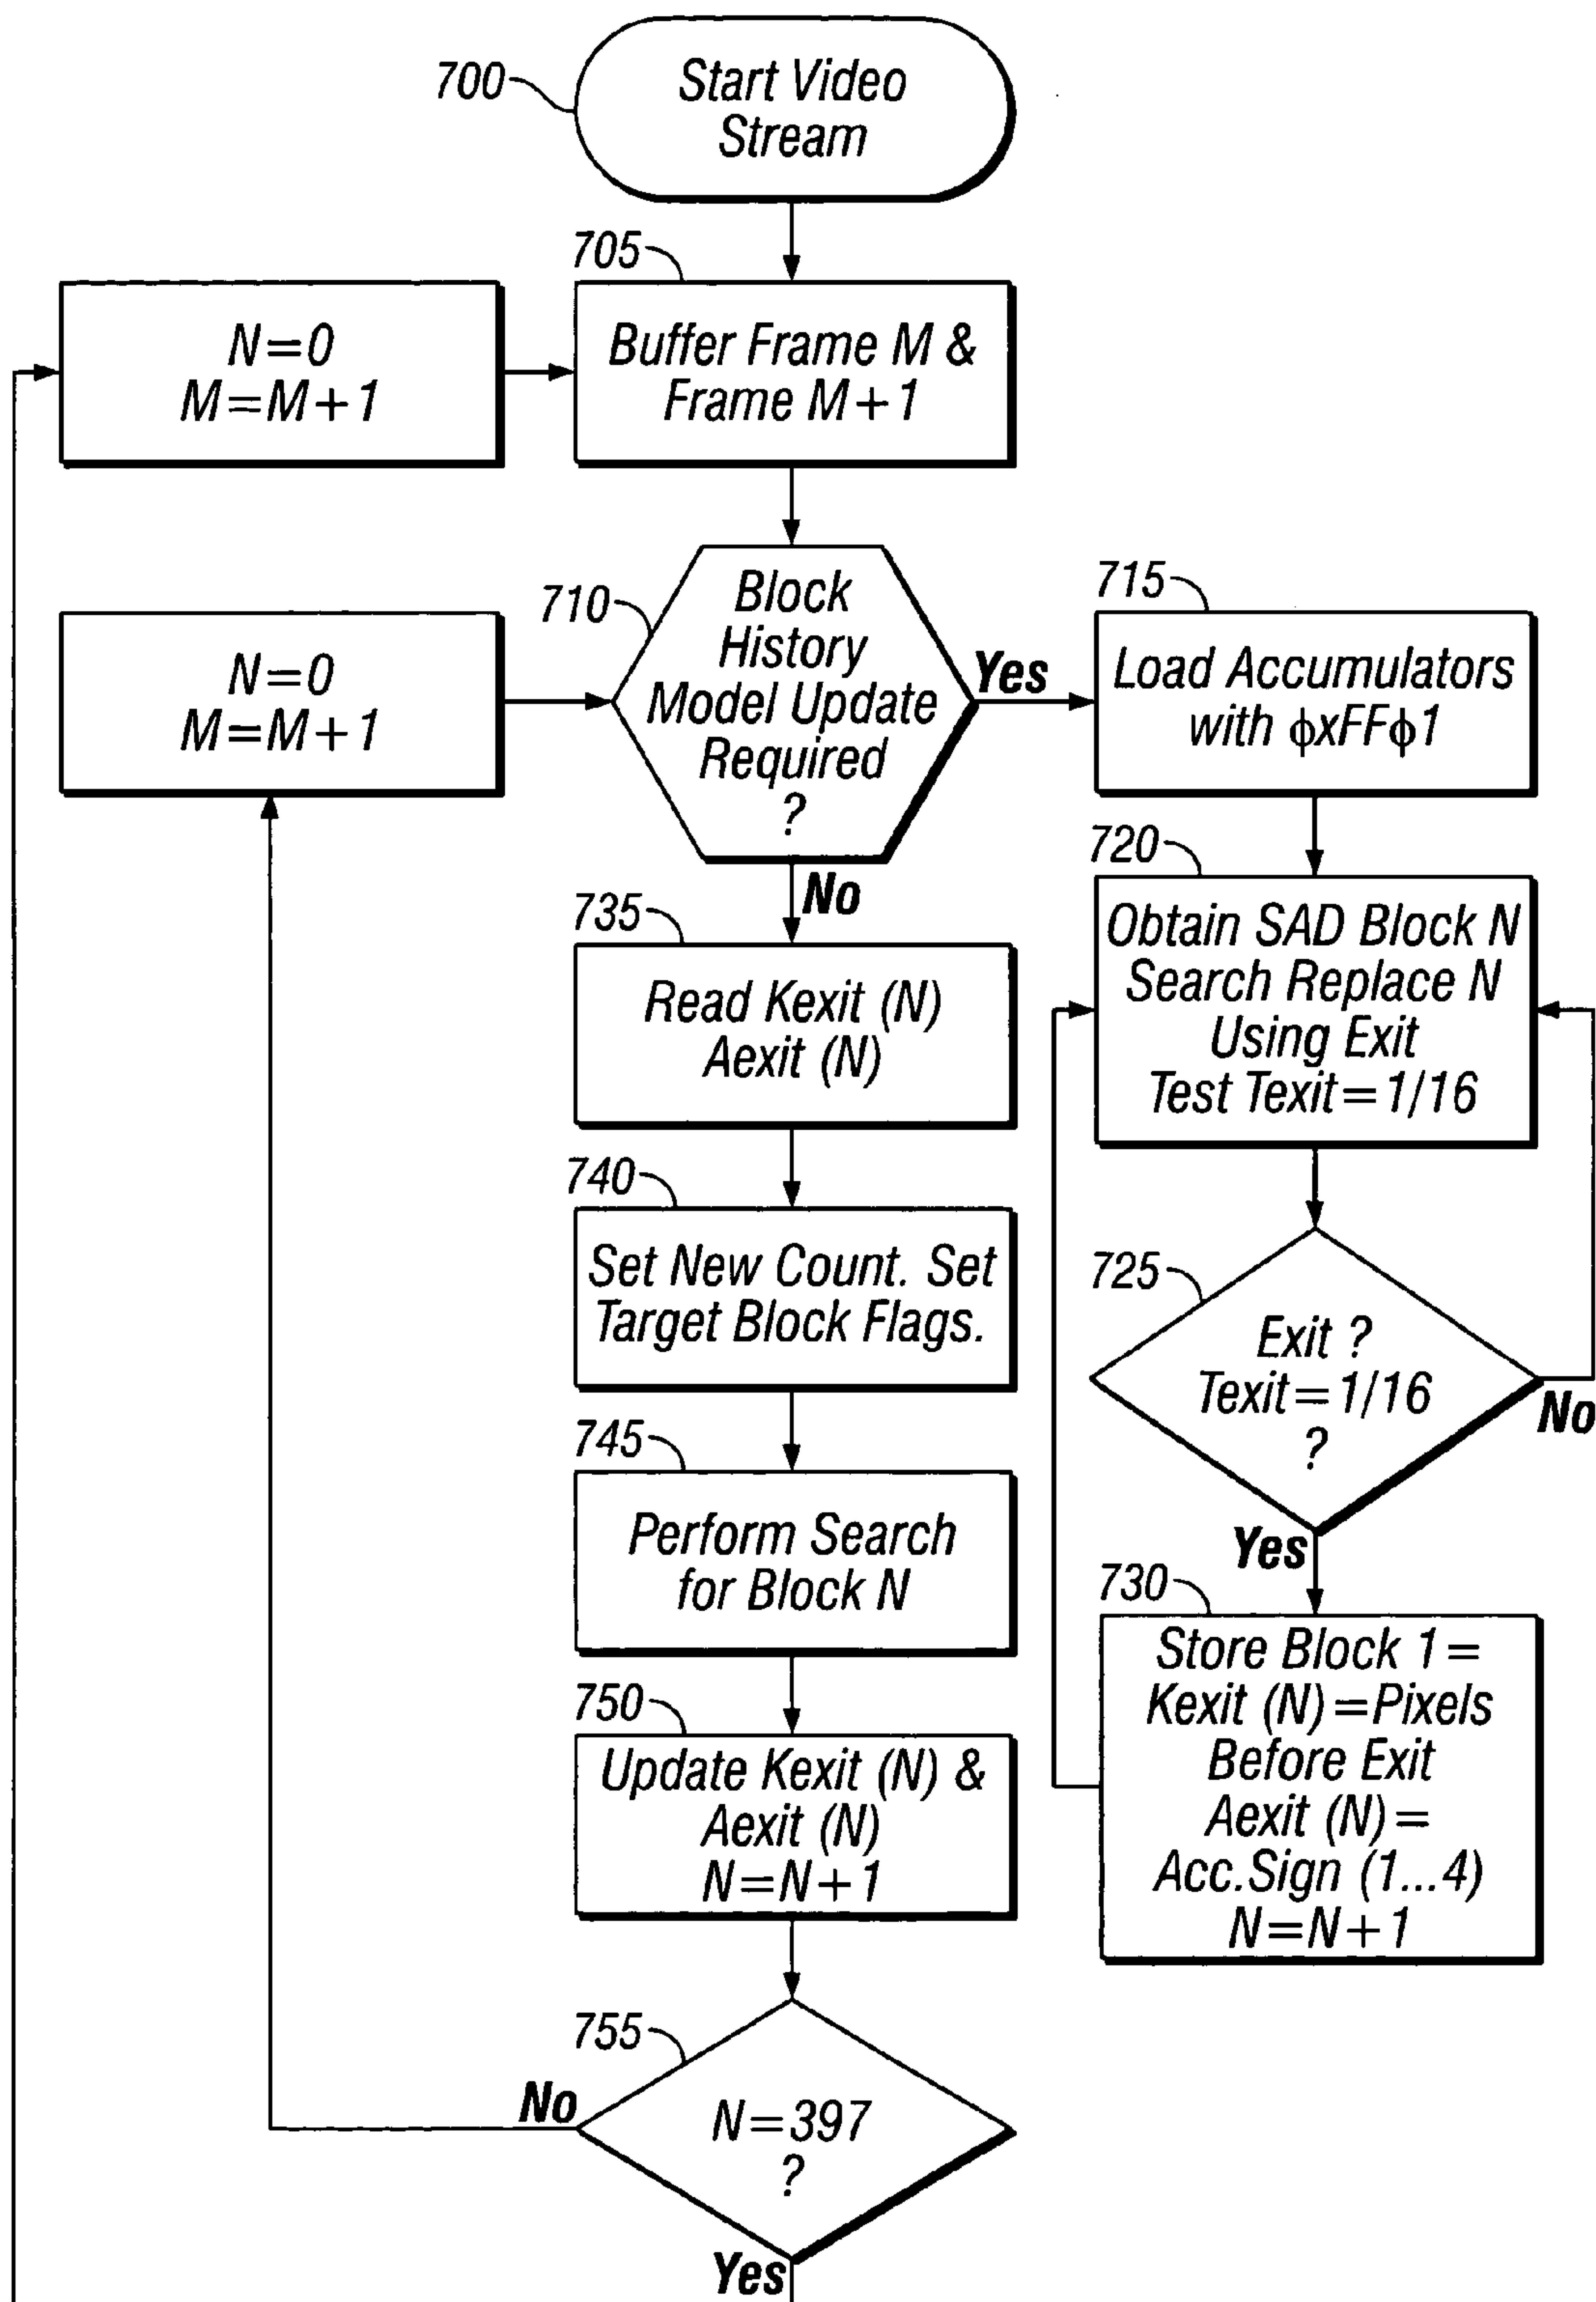 700
Start Video
Stream
705
N=0
M=M+1
Buffer Frame M &
Frame M+1
710
Block
History
Model Update
Required
?
Yes
No
N=0
M=M+1
715
Load Accumulators
with ϕxFFϕ1
720
Obtain SAD Block N
Search Replace N
Using Exit
Test Texit=1/16
725
Exit ?
Texit=1/16
?
No
Yes
730
Store Block 1=
Kexit (N)=Pixels
Before Exit
Aexit (N)=
Acc.Sign (1...4)
N=N+1
735
Read Kexit (N)
Aexit (N)
740
Set New Count. Set
Target Block Flags.
745
Perform Search
for Block N
750
Update Kexit (N) &
Aexit (N)
N=N+1
755
No
N=397
?
Yes